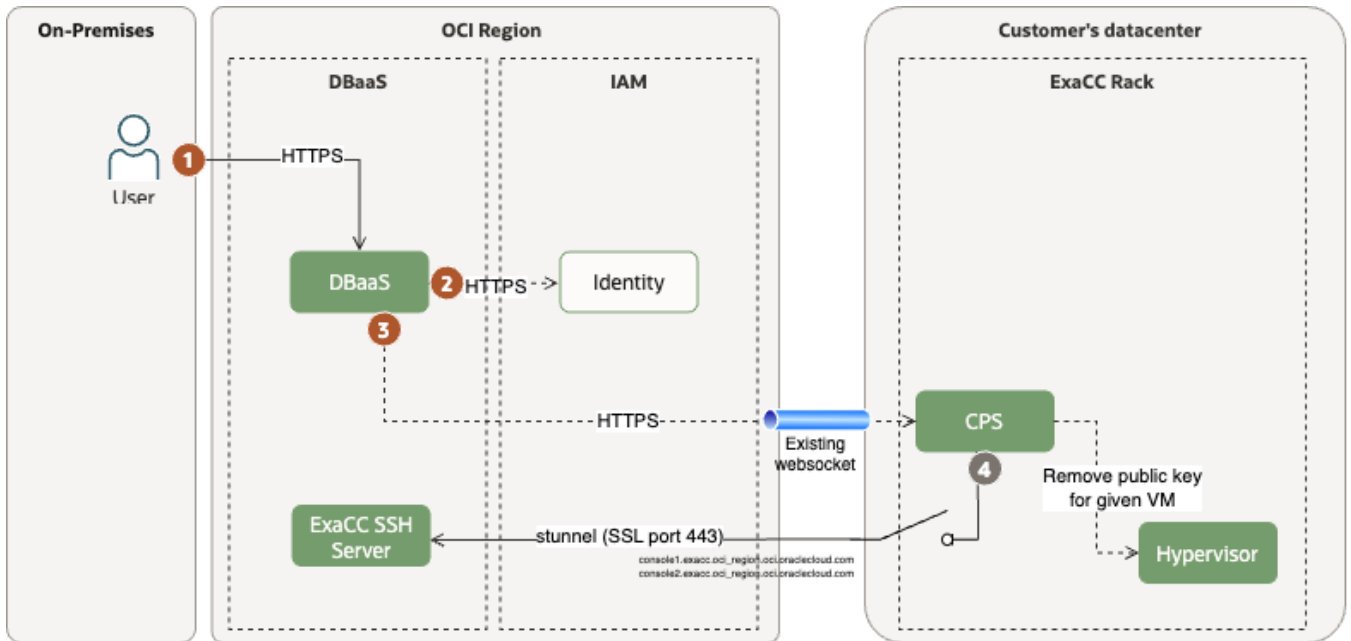 On-Premises
OCI Region
Customer's datacenter
DBaaS
IAM
ExaCC Rack
1
HTTPS
User
DBaaS
2
HTTPS
Identity
3
HTTPS
Existing
websocket
CPS
4
Remove public key
for given VM
ExaCC SSH
Server
stunnel (SSL port 443)
console1.exacc.oci_region.oci.oraclecloud.com
console2.exacc.oci_region.oci.oraclecloud.com
Hypervisor